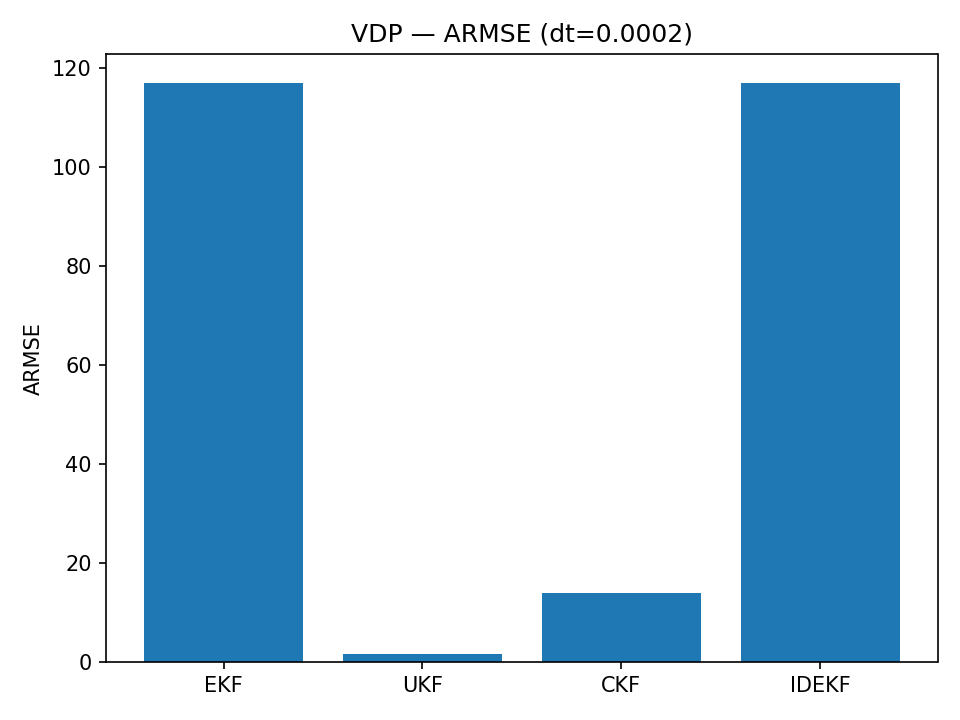 VDP — ARMSE (dt=0.0002)
120
100
80
60
40
20
0
ARMSE
EKF UKF CKF IDEKF